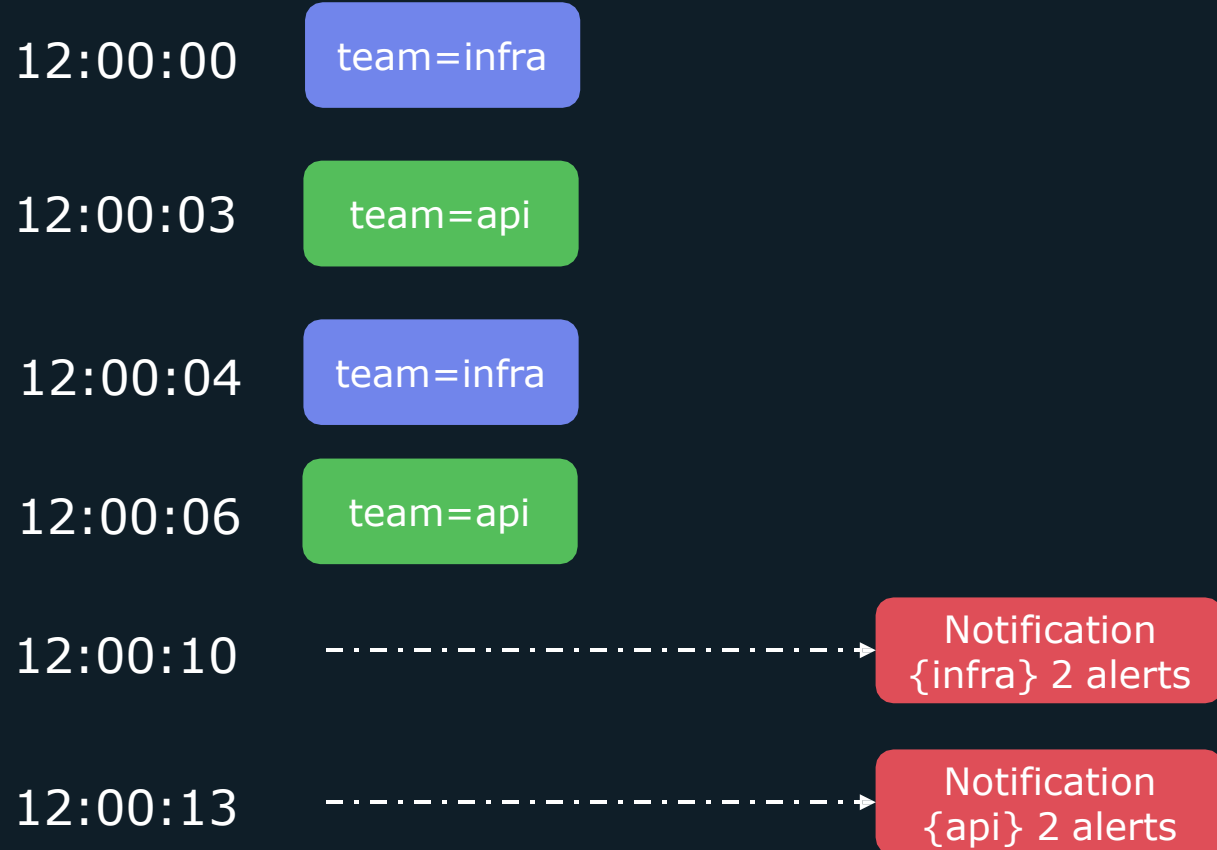 12:00:00
team=infra
12:00:03
team=api
12:00:04
team=infra
12:00:06
team=api
12:00:10
Notification
{infra} 2 alerts
12:00:13
Notification
{api} 2 alerts